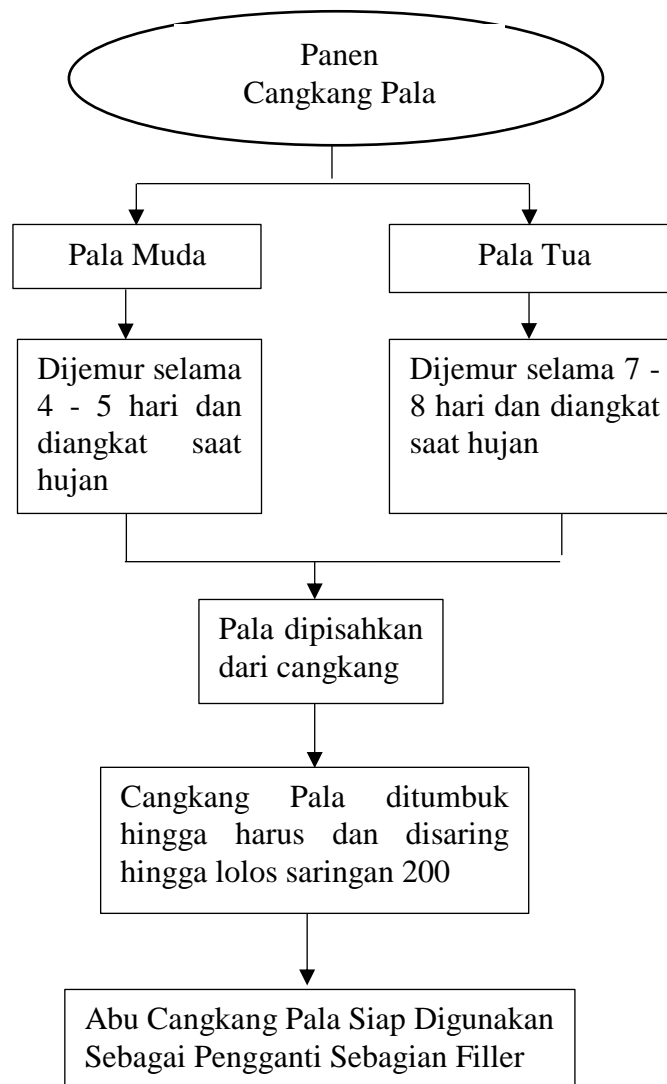 Panen
Cangkang Pala
Pala Muda
Pala Tua
Dijemur selama
4 - 5 hari dan
diangkat saat
hujan
Dijemur selama 7 -
8 hari dan diangkat
saat hujan
Pala dipisahkan
dari cangkang
Cangkang Pala ditumbuk
hingga harus dan disaring
hingga lolos saringan 200
Abu Cangkang Pala Siap Digunakan
Sebagai Pengganti Sebagian Filler